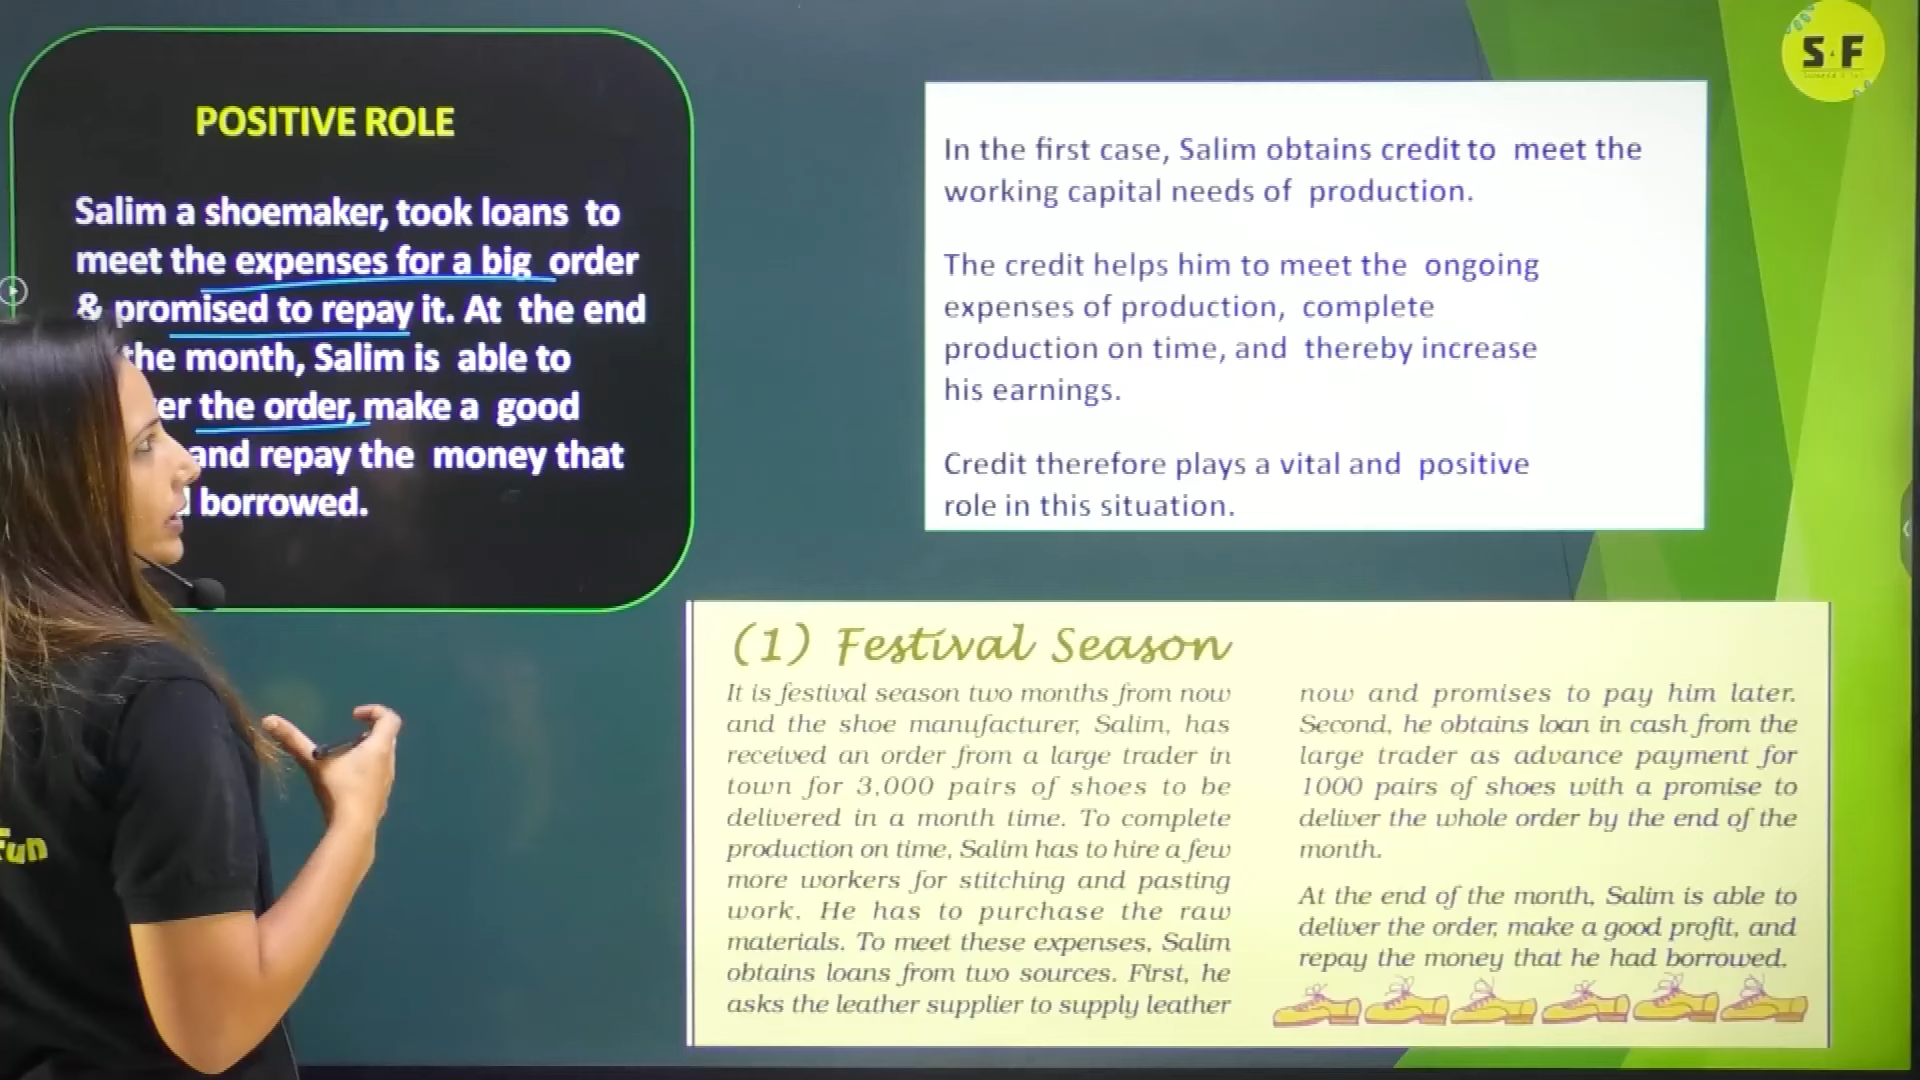 POSITIVE ROLE
Salim a shoemaker, took loans to
meet the expenses for a big order
& promised to repay it. At the end
the month, Salim is able to
the order, make a good
and repay the money that
borrowed.
S F
In the first case, Salim obtains credit to meet the
working capital needs of production.
The credit helps him to meet the ongoing
expenses of production, complete
production on time, and thereby increase
his earnings.
Credit therefore plays a vital and positive
role in this situation.
(1) Festival Season
It is festival season two months from now
and the shoe manufacturer, Salim, has
received an order from a large trader in
town for 3,000 pairs of shoes to be
delivered in a month time. To complete
production on time, Salim has to hire a few
more workers for stitching and pasting
work. He has to purchase the raw
materials. To meet these expenses, Salim
obtains loans from two sources. First, he
asks the leather supplier to supply leather
now and promises to pay him later.
Second, he obtains loan in cash from the
large trader as advance payment for
1000 pairs of shoes with a promise to
deliver the whole order by the end of the
month.
At the end of the month, Salim is able to
deliver the order, make a good profit, and
repay the money that he had borrowed.
Fun